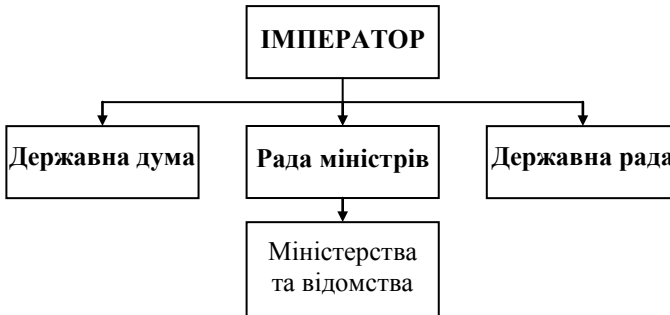 ІМПЕРАТОР
Державна дума
Рада міністрів
Державна рада
Міністерства
та відомства